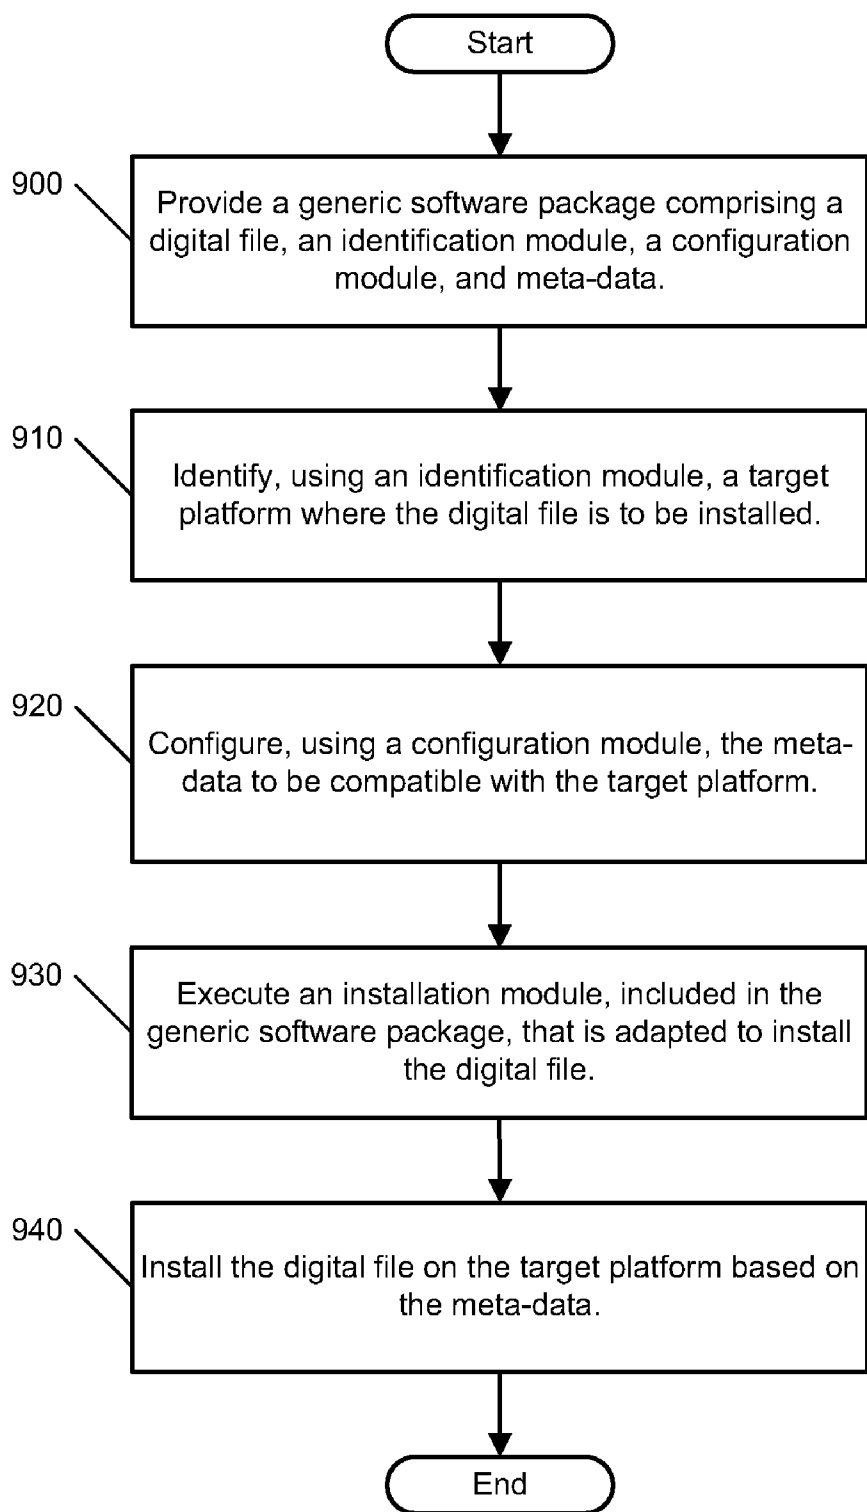 Start
900
Provide a generic software package comprising a
digital file, an identification module, a configuration
module, and meta-data.
910
Identify, using an identification module, a target
platform where the digital file is to be installed.
920
Configure, using a configuration module, the meta-
data to be compatible with the target platform.
930
Execute an installation module, included in the
generic software package, that is adapted to install
the digital file.
940
Install the digital file on the target platform based on
the meta-data.
End